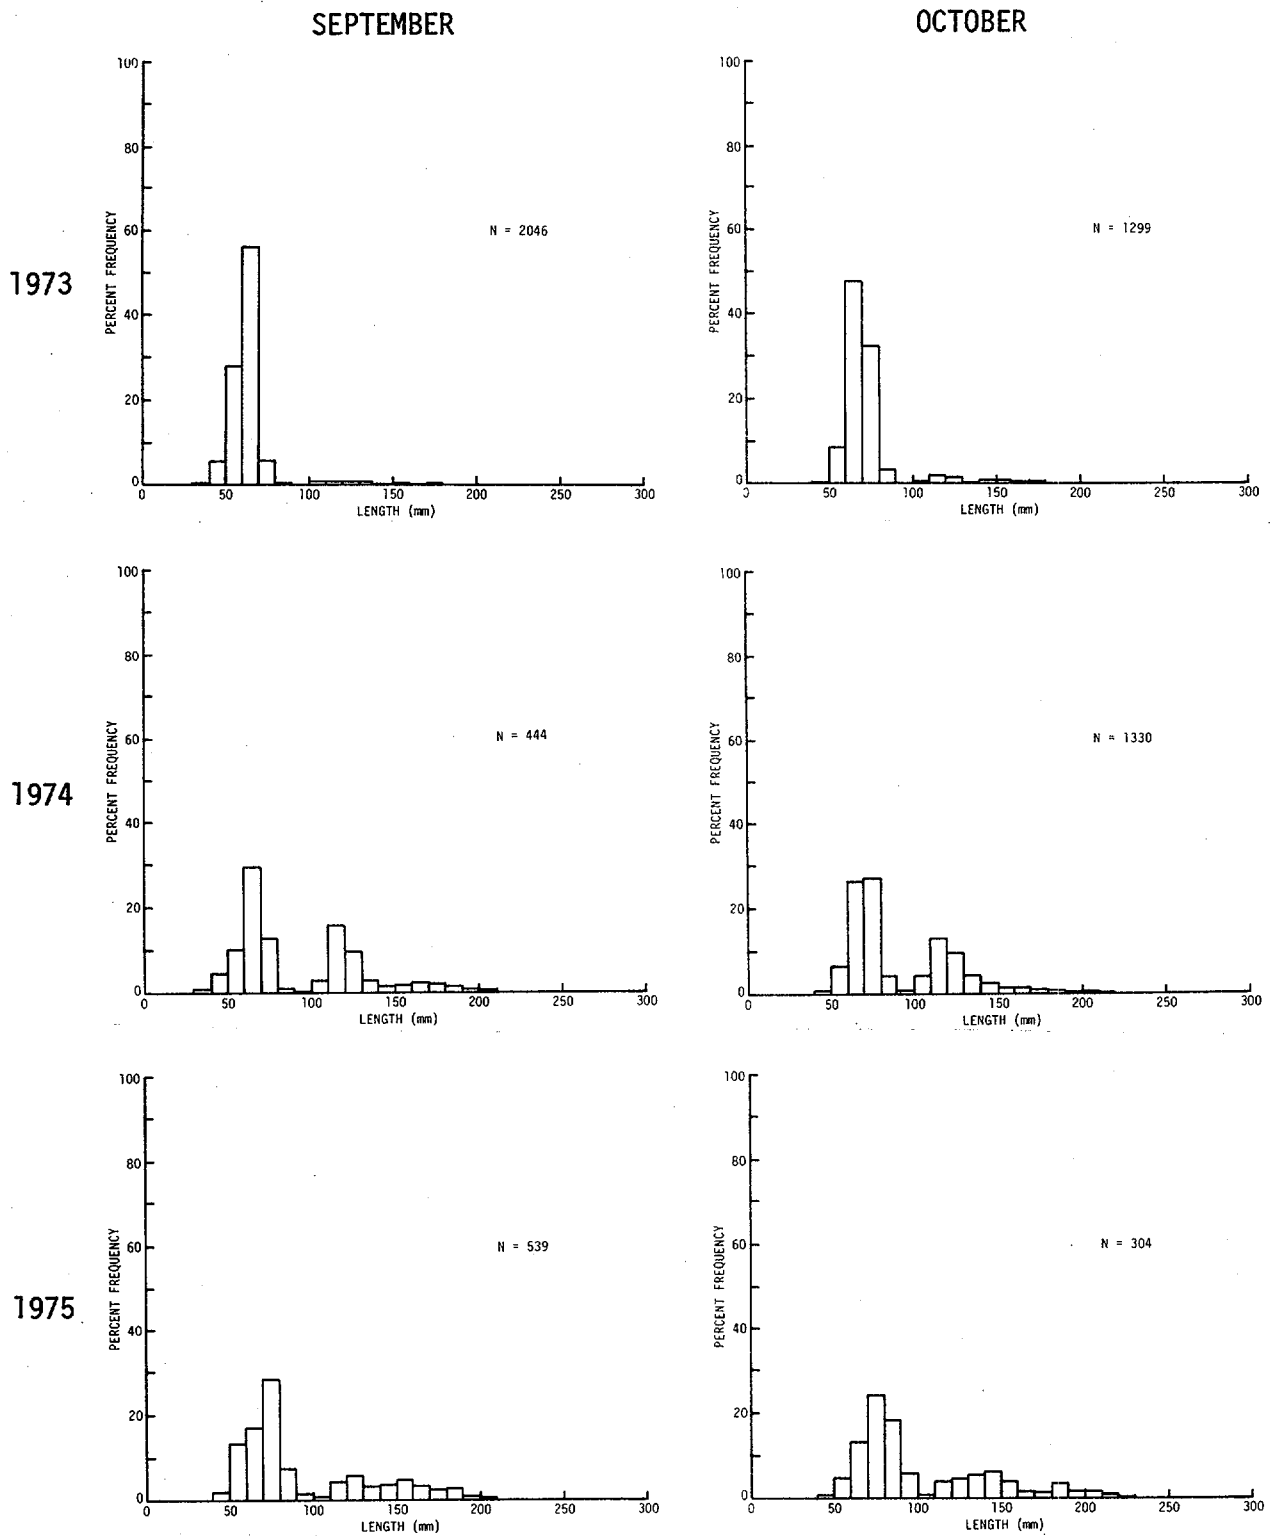 SEPTEMBER
OCTOBER
1973
PERCENT FREQUENCY
100
80
60
40
20
0
N = 2046
0 50 100 150 200 250 300
LENGTH (mm)
PERCENT FREQUENCY
100
80
60
40
20
0
N = 1299
0 50 100 150 200 250 300
LENGTH (mm)
1974
PERCENT FREQUENCY
100
80
60
40
20
0
N = 444
0 50 100 150 200 250 300
LENGTH (mm)
PERCENT FREQUENCY
100
80
60
40
20
0
N = 1330
0 50 100 150 200 250 300
LENGTH (mm)
1975
PERCENT FREQUENCY
100
80
60
40
20
0
N = 539
0 50 100 150 200 250 300
LENGTH (mm)
PERCENT FREQUENCY
100
80
60
40
20
0
N = 304
0 50 100 150 200 250 300
LENGTH (mm)